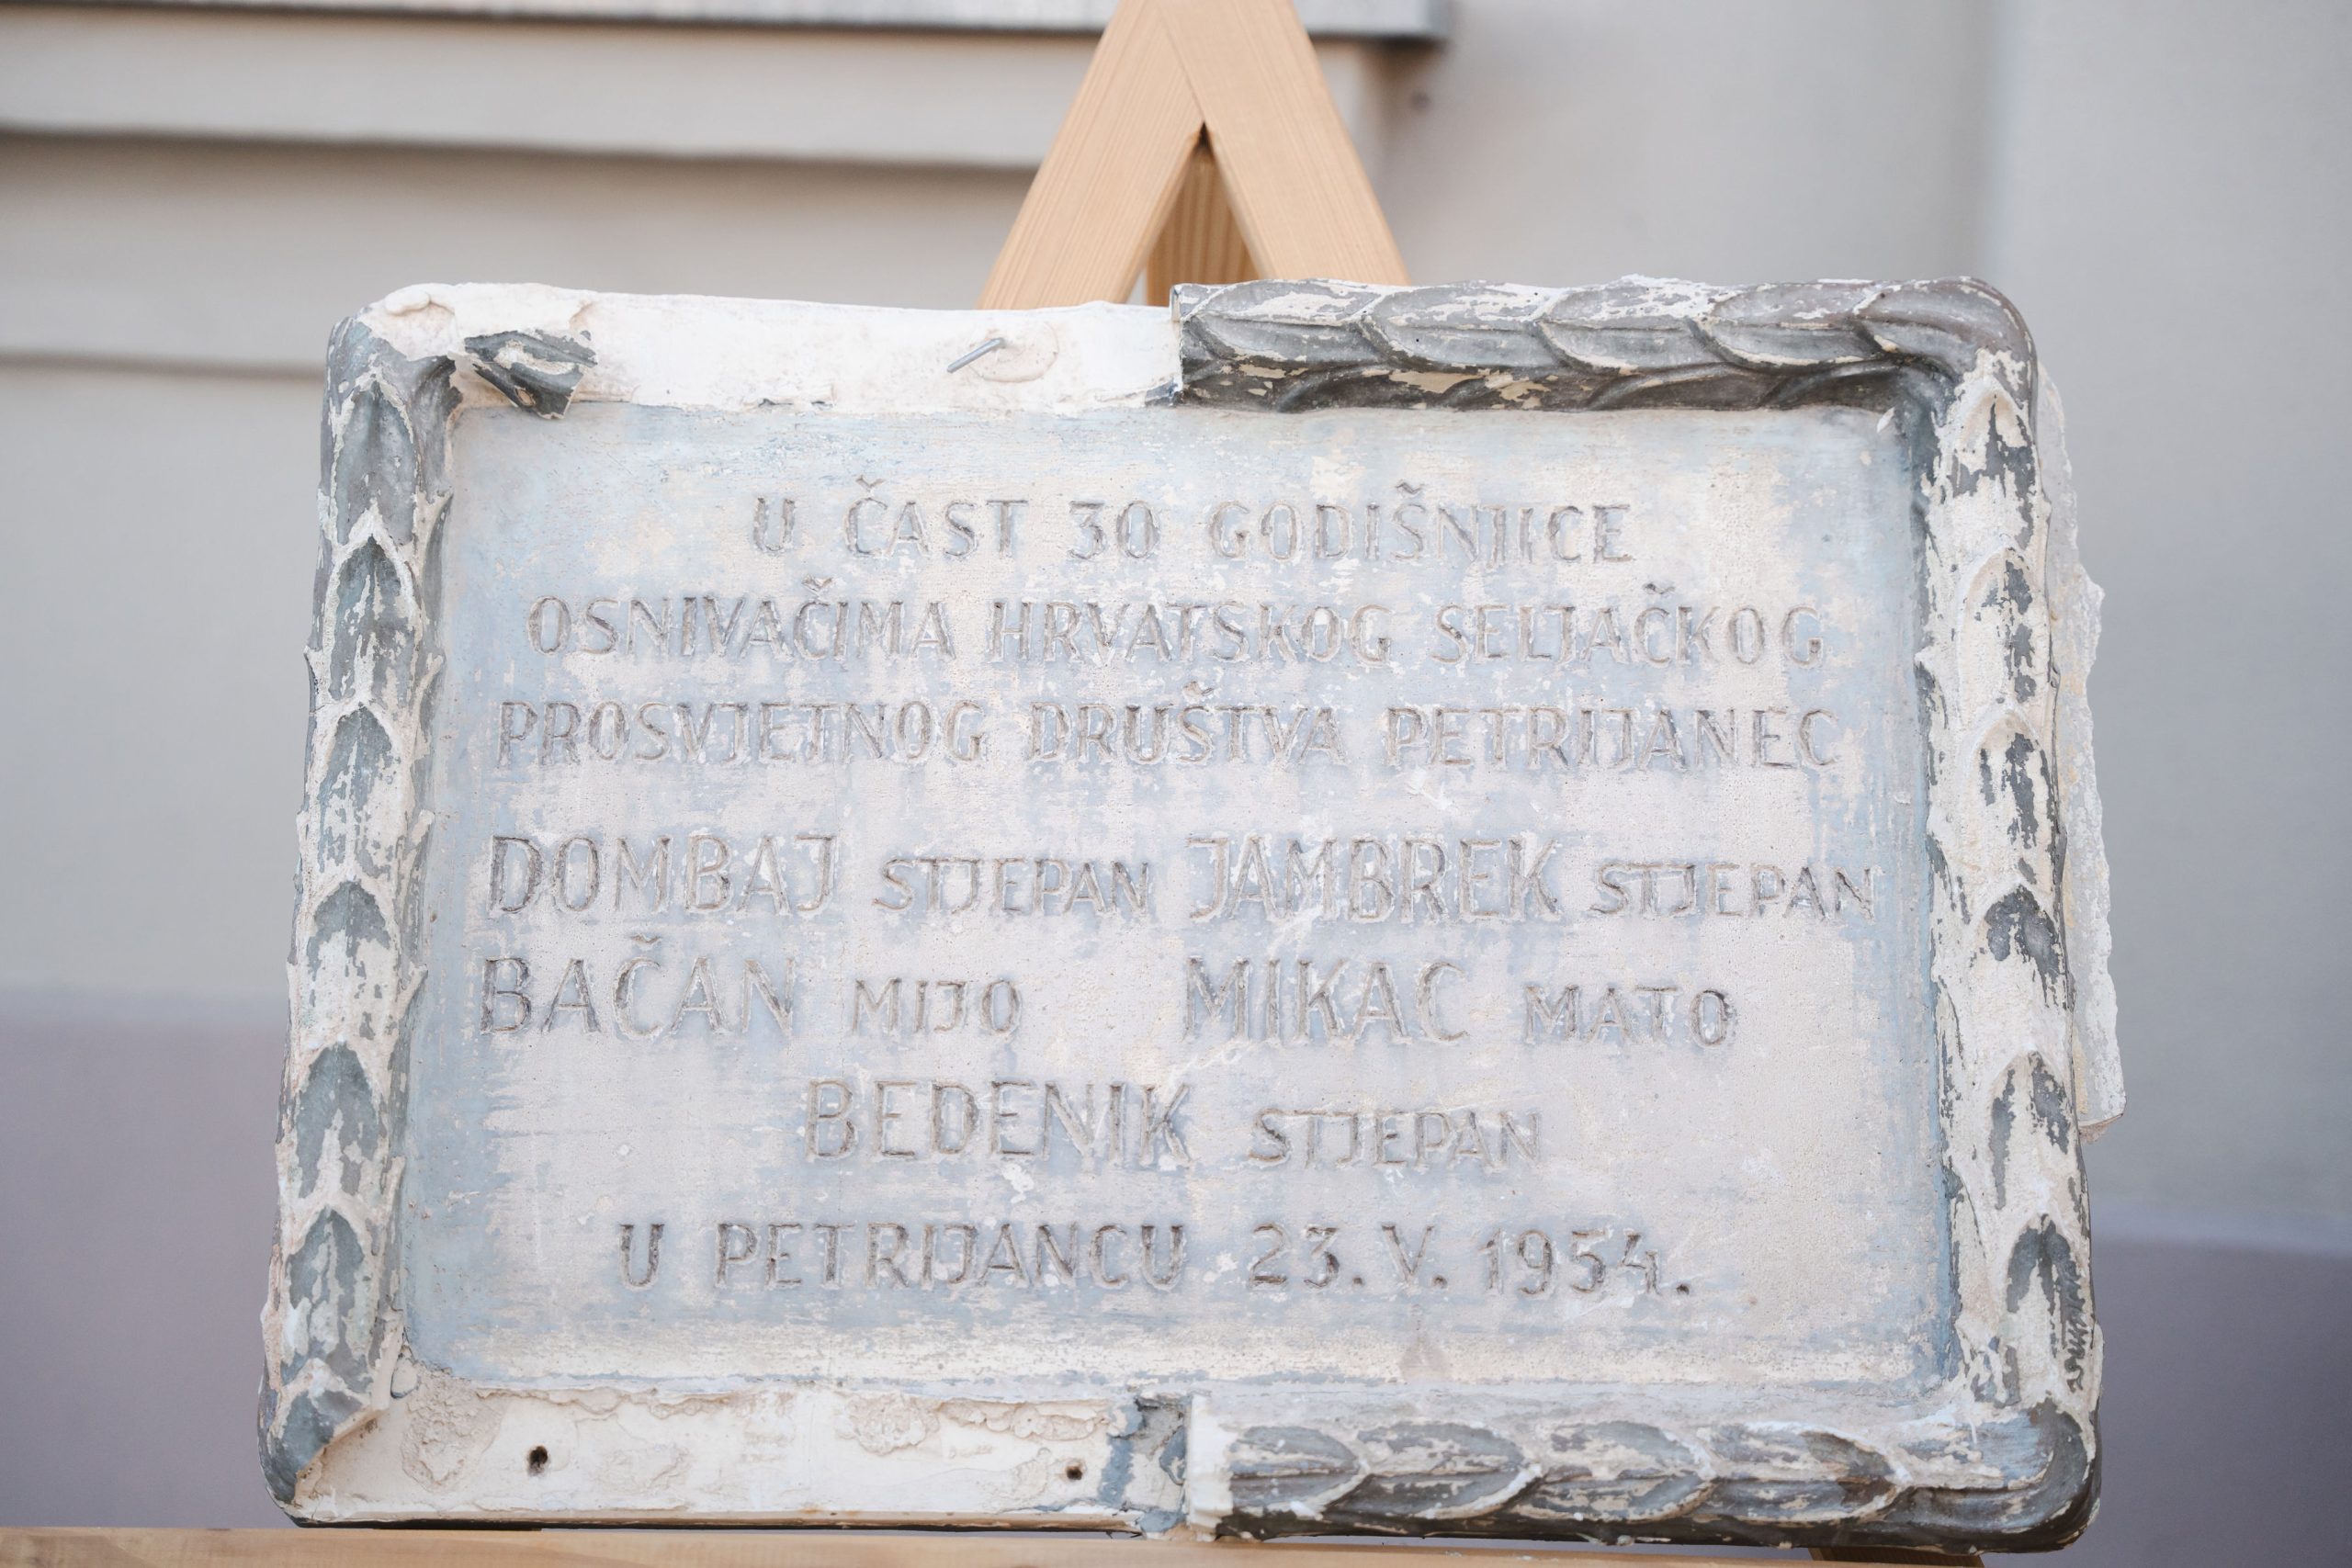 U ČAST 30 GODIŠNJICE
OSNIVAČIMA HRVATSKOG SELJAČKOG
PROSVJETNOG DRUŠTVA PETRIJANEC
DOMBAJ STJEPAN JAMBREK STJEPAN
BAČAN MIJO MIKAC MATO
BEDENIK STJEPAN
U PETRIJANCU 23. V. 1954.